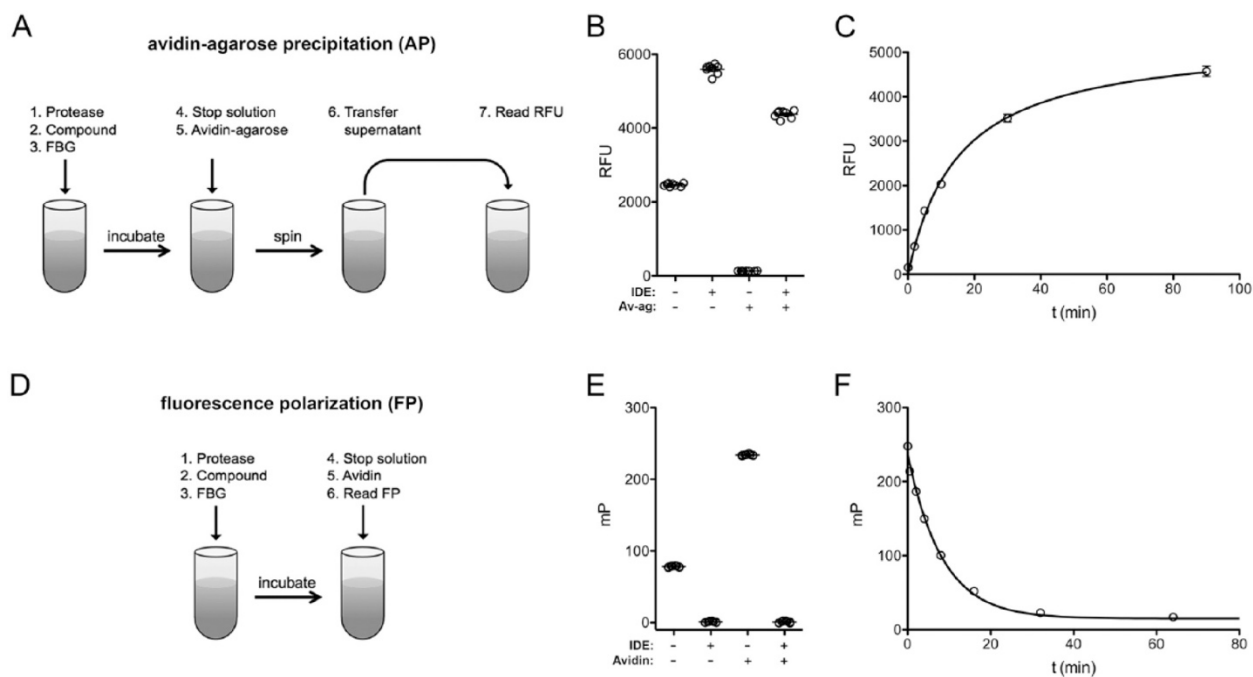 A
avidin-agarose precipitation (AP)
1. Protease
2. Compound
3. FBG
4. Stop solution
5. Avidin-agarose
6. Transfer
supernatant
7. Read RFU
incubate
spin
B
6000
4000
2000
0
RFU
IDE: - + - +
Av-ag: - - + +
C
5000
4000
3000
2000
1000
0
RFU
0 20 40 60 80 100
t (min)
D
fluorescence polarization (FP)
1. Protease
2. Compound
3. FBG
4. Stop solution
5. Avidin
6. Read FP
incubate
E
300
200
100
0
mP
IDE: - + - +
Avidin: - - + +
F
300
200
100
0
mP
0 20 40 60 80
t (min)